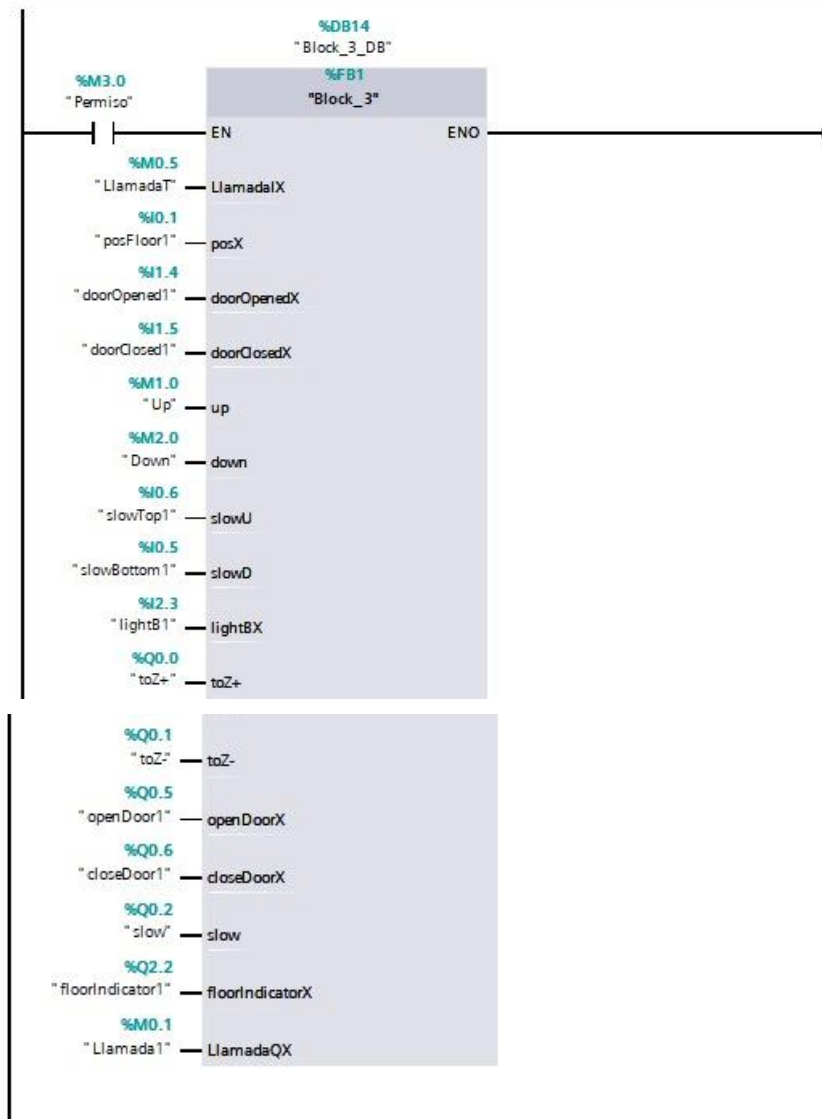 %DB14
"Block_3_DB"
%FB1
"Block_3"
%M3.0
"Permiso"
EN ENO
%M0.5
"LlamadaT" LlamadaIX
%I0.1
"posFloor1" posX
%I1.4
"doorOpened1" doorOpenedX
%I1.5
"doorClosed1" doorClosedX
%M1.0
"Up" up
%M2.0
"Down" down
%I0.6
"slowTop1" slowU
%I0.5
"slowBottom1" slowD
%I2.3
"lightB1" lightBX
%Q0.0
"toZ+" toZ+
%Q0.1
"toZ-" toZ-
%Q0.5
"openDoor1" openDoorX
%Q0.6
"closeDoor1" closeDoorX
%Q0.2
"slow" slow
%Q2.2
"floorIndicator1" floorIndicatorX
%M0.1
"Llamada1" LlamadaQX